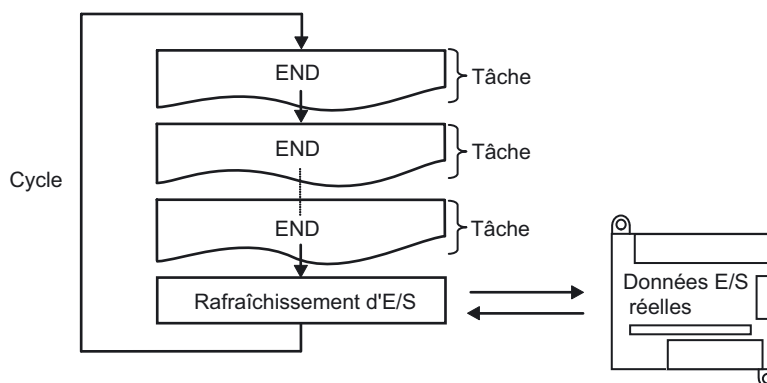 END
Tâche
END
Tâche
Cycle
END
Tâche
Rafraîchissement d'E/S
Données E/S
réelles